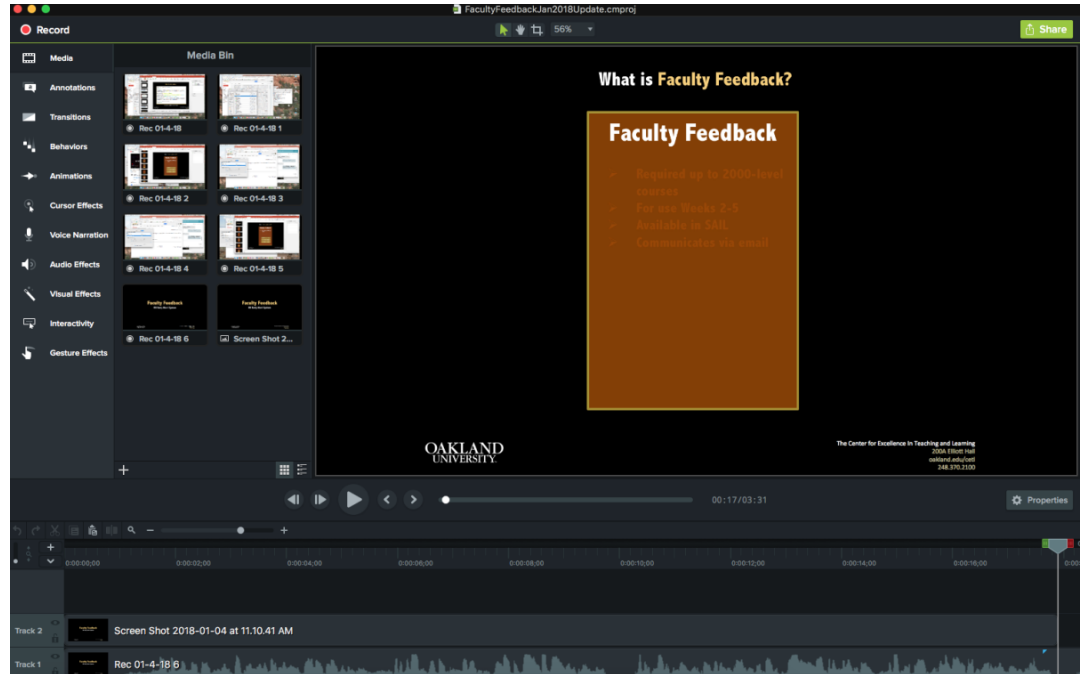 FacultyFeedbackJan2018Update.cmproj
Record
56%
Share
Media
Annotations
Transitions
Behaviors
Animations
Cursor Effects
Voice Narration
Audio Effects
Visual Effects
Interactivity
Gesture Effects
Media Bin
Rec 01-4-18
Rec 01-4-18 1
Rec 01-4-18 2
Rec 01-4-18 3
Rec 01-4-18 4
Rec 01-4-18 5
Faculty Feedback
Faculty Feedback
Rec 01-4-18 6
Screen Shot 2...
What is Faculty Feedback?
Faculty Feedback
➢ Required up to 2000-level
courses
➢ For use Weeks 2-5
➢ Available in SAIL
➢ Communicates via email
OAKLAND
UNIVERSITY.
The Center for Excellence in Teaching and Learning
200A Elliott Hall
oakland.edu/cetl
248.370.2100
00:17/03:31
Properties
0:00:00;00
0:00:02;00
0:00:04;00
0:00:06;00
0:00:08;00
0:00:10;00
0:00:12;00
0:00:14;00
0:00:16;00
0:00
Track 2
Screen Shot 2018-01-04 at 11.10.41 AM
Track 1
Rec 01-4-18 6